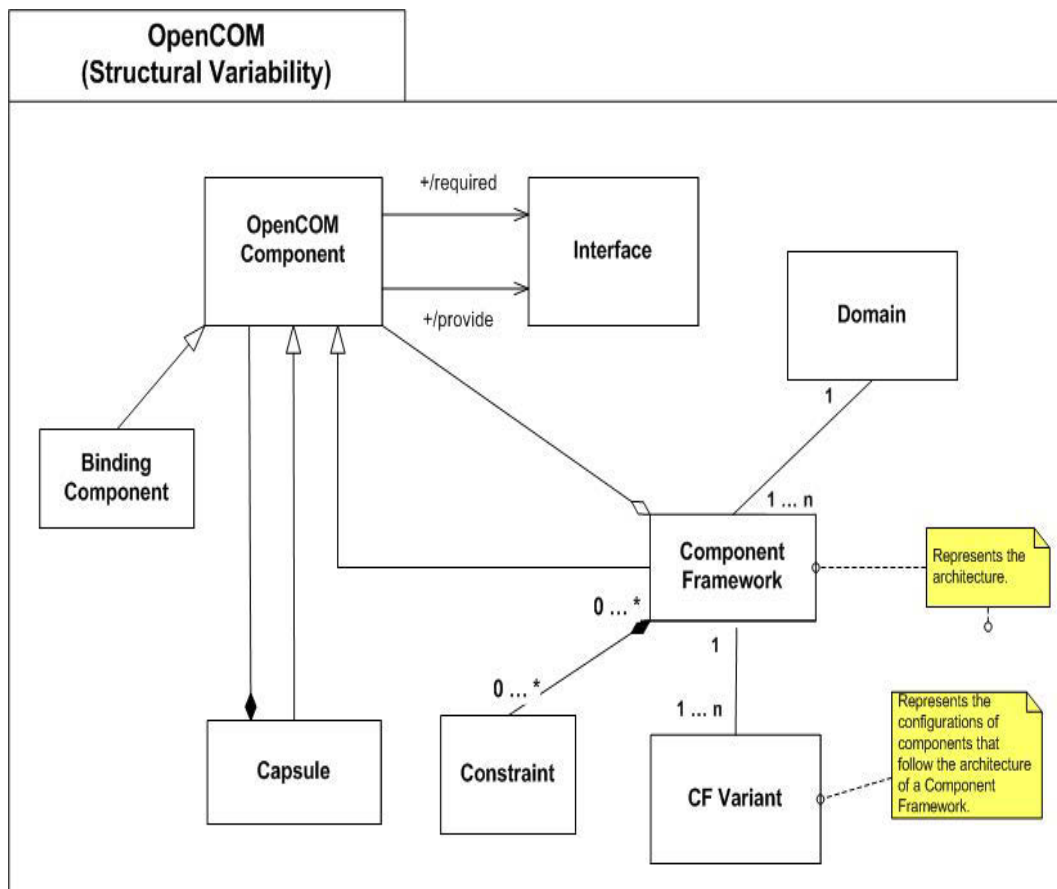 OpenCOM
(Structural Variability)
+/required
OpenCOM
Component
Interface
+/provide
Domain
1
Binding
Component
1 ... n
Component
Framework
Represents the
architecture.
0 ... *
1
0 ... *
1 ... n
Capsule
Constraint
CF Variant
Represents the
configurations of
components that
follow the architecture
of a Component
Framework.